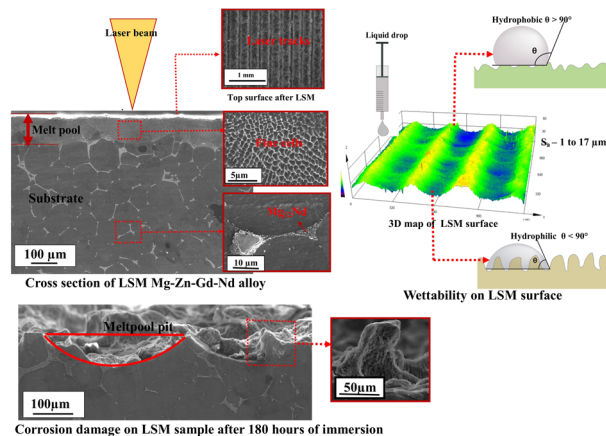 Laser beam
Laser tracks
1 mm
Top surface after LSM
Melt pool
Fine cells
5µm
Substrate
10 µm
100 µm
Cross section of LSM Mg-Zn-Gd-Nd alloy
Liquid drop
Hydrophobic θ > 90°
θ
– 1 to 17 µm
3D map of LSM surface
Hydrophilic θ < 90°
θ
Wettability on LSM surface
Meltpool pit
100µm
50µm
Corrosion damage on LSM sample after 180 hours of immersion